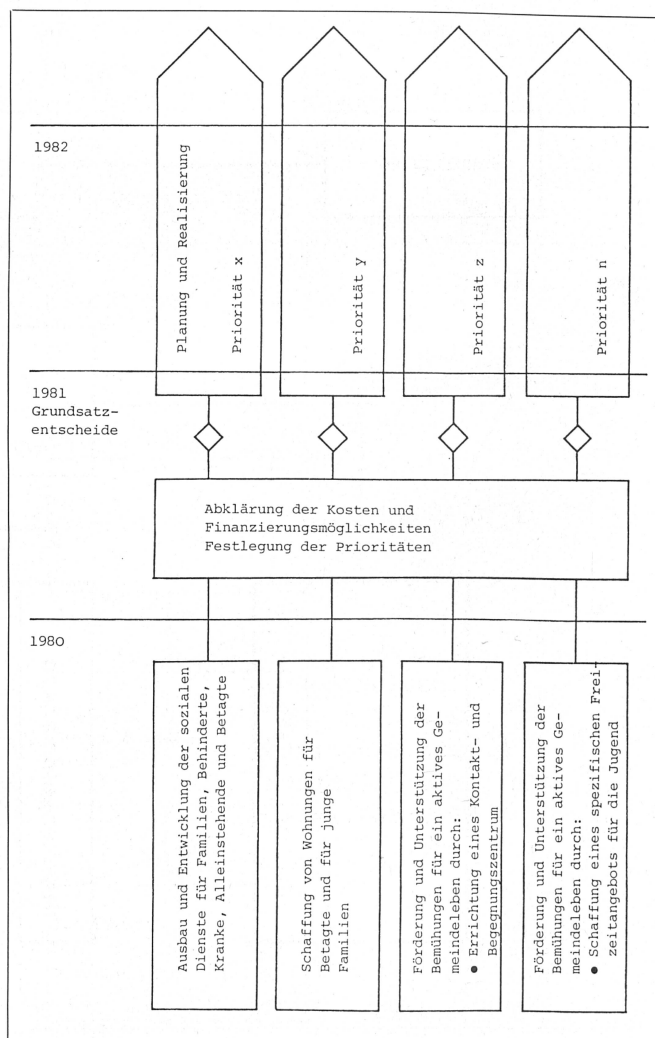 1982
Planung und Realisierung
Priorität x
Priorität y
Priorität z
Priorität n
1981
Grundsatz-
entscheide
Abklärung der Kosten und
Finanzierungsmöglichkeiten
Festlegung der Prioritäten
1980
Ausbau und Entwicklung der sozialen
Dienste für Familien, Behinderte,
Kranke, Alleinstehende und Betagte
Schaffung von Wohnungen für
Betagte und für junge
Familien
Förderung und Unterstützung der
Bemühungen für ein aktives Ge-
meindeleben durch:
● Errichtung eines Kontakt- und
Begegnungszentrum
Förderung und Unterstützung der
Bemühungen für ein aktives Ge-
meindeleben durch:
● Schaffung eines spezifischen Frei-
zeitangebots für die Jugend